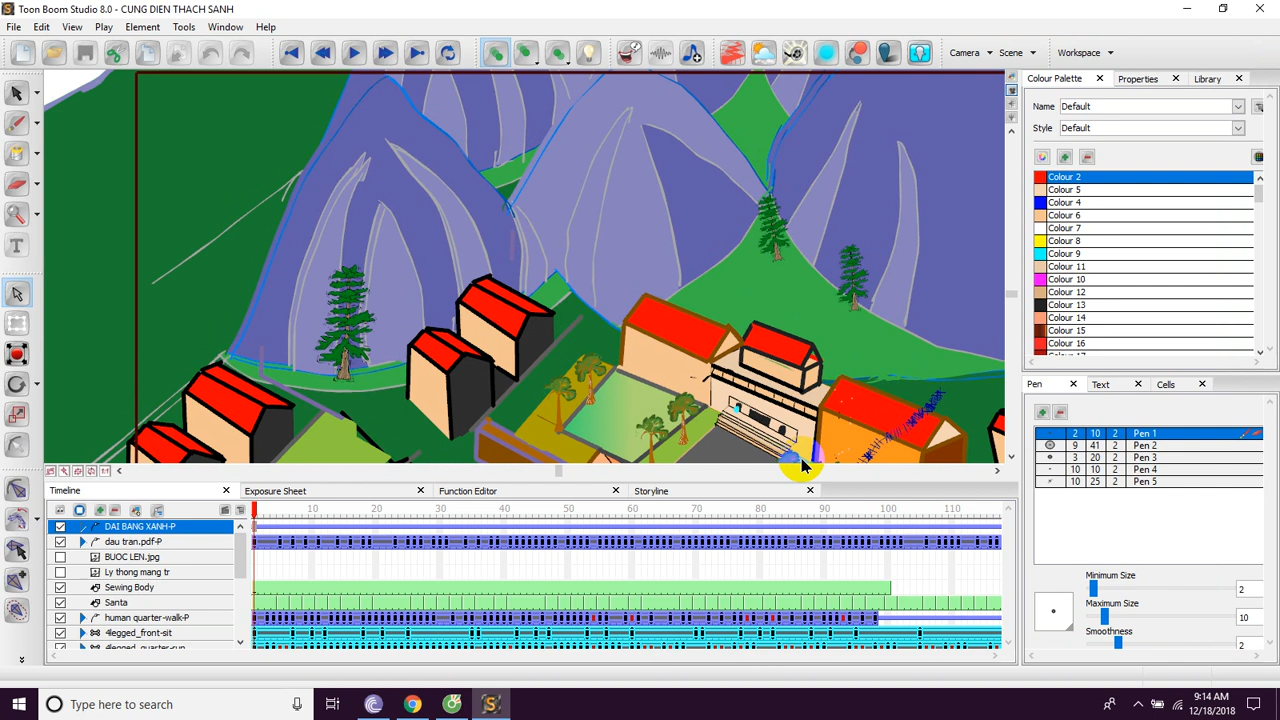 Toon Boom Studio 8.0 - CUNG DIEN THACH SANH
File Edit View Play Element Tools Window Help
Camera Scene Workspace
Colour Palette Properties Library
Name Default
Style Default
Colour 2
Colour 5
Colour 4
Colour 6
Colour 7
Colour 8
Colour 9
Colour 11
Colour 10
Colour 12
Colour 13
Colour 14
Colour 15
Colour 16
Pen Text Cells
2 10 2 Pen 1
9 41 2 Pen 2
3 20 2 Pen 3
10 10 2 Pen 4
10 25 2 Pen 5
Minimum Size
2
Maximum Size
10
Smoothness
2
Timeline Exposure Sheet Function Editor Storyline
10 20 30 40 50 60 70 80 90 100 110
DAI BANG XANH-P
dau tran.pdf-P
BUOC LEN.jpg
Ly thong mang tr
Sewing Body
Santa
human quarter-walk-P
4legged_front-sit
Type here to search
9:14 AM
12/18/2018